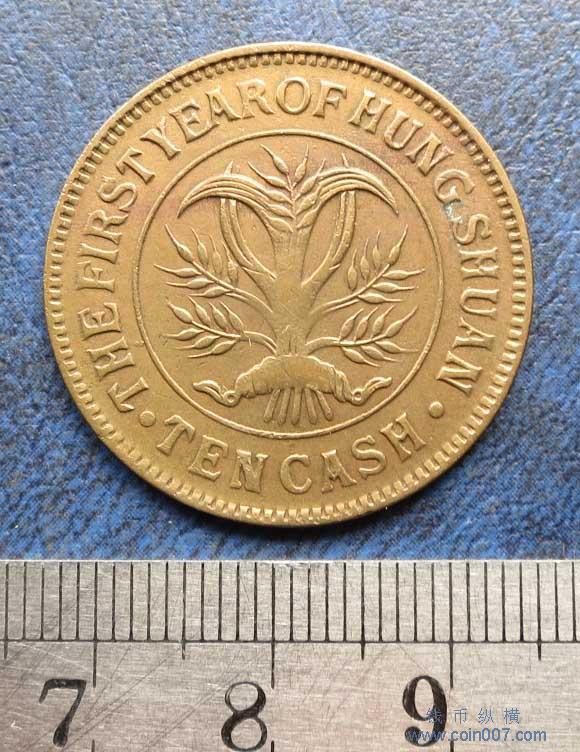 THE FIRST YEAR OF HUNG SHUAN
· TEN CASH ·
7 8 9
钱币纵横
www.coin007.com